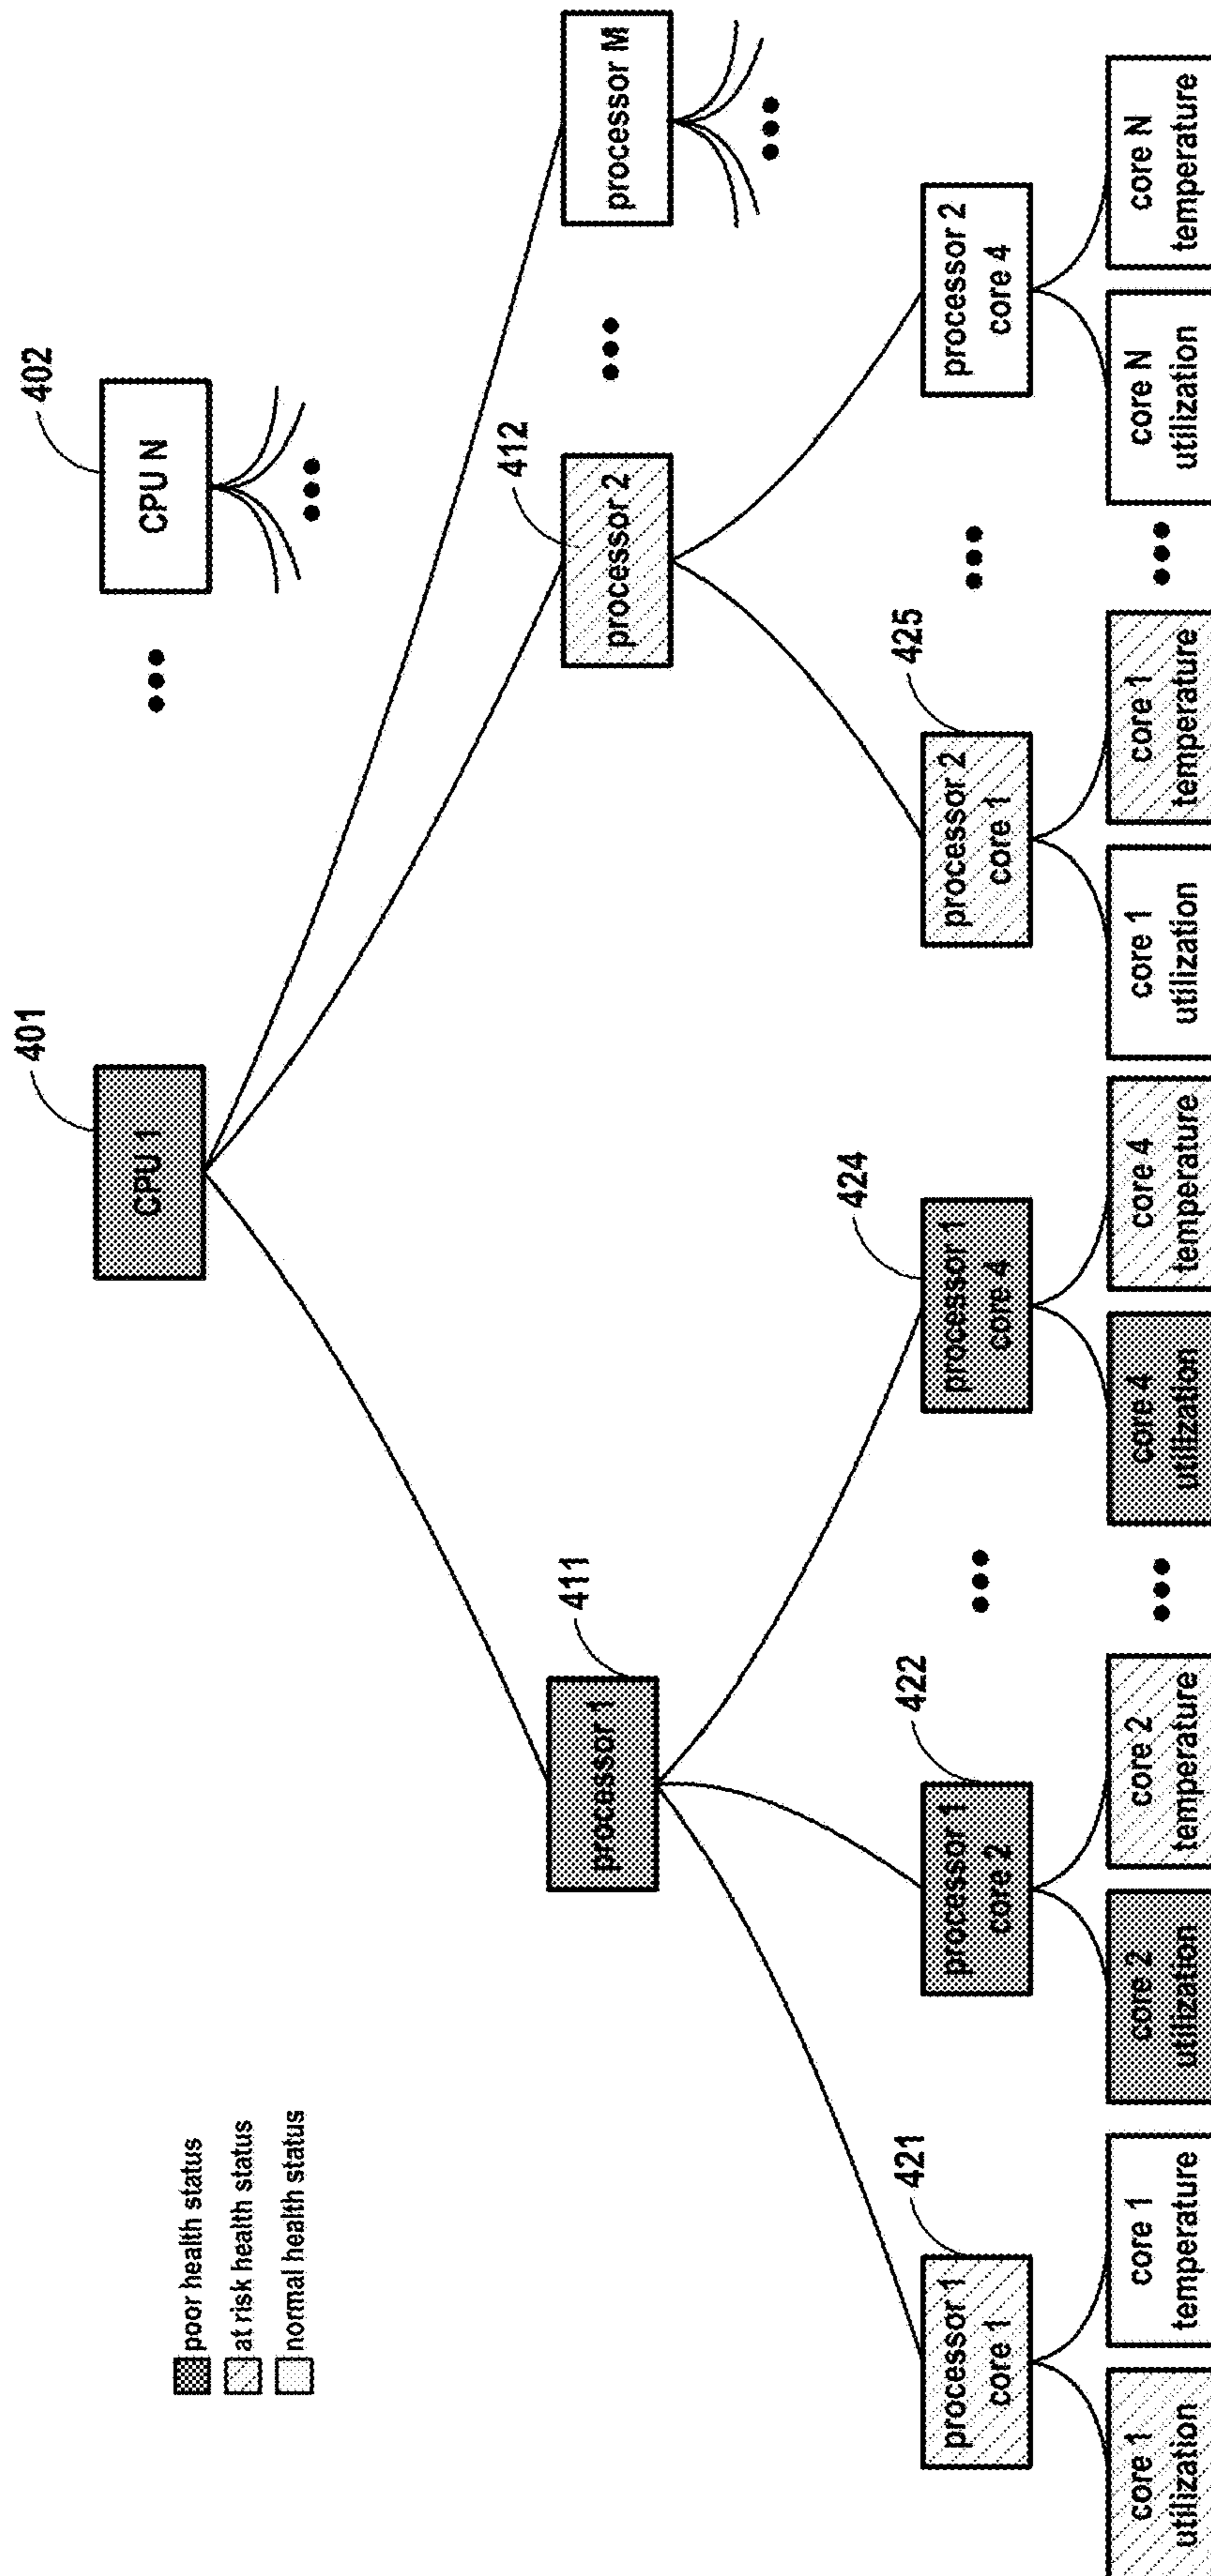 poor health status
at risk health status
normal health status
401
CPU 1
402
CPU N
411
processor 1
412
processor 2
processor M
421
processor 1
core 1
422
processor 1
core 2
424
processor 1
core 4
425
processor 2
core 1
processor 2
core 4
core 1
utilization
core 1
temperature
core 2
utilization
core 2
temperature
core 4
utilization
core 4
temperature
core 1
utilization
core 1
temperature
core N
utilization
core N
temperature